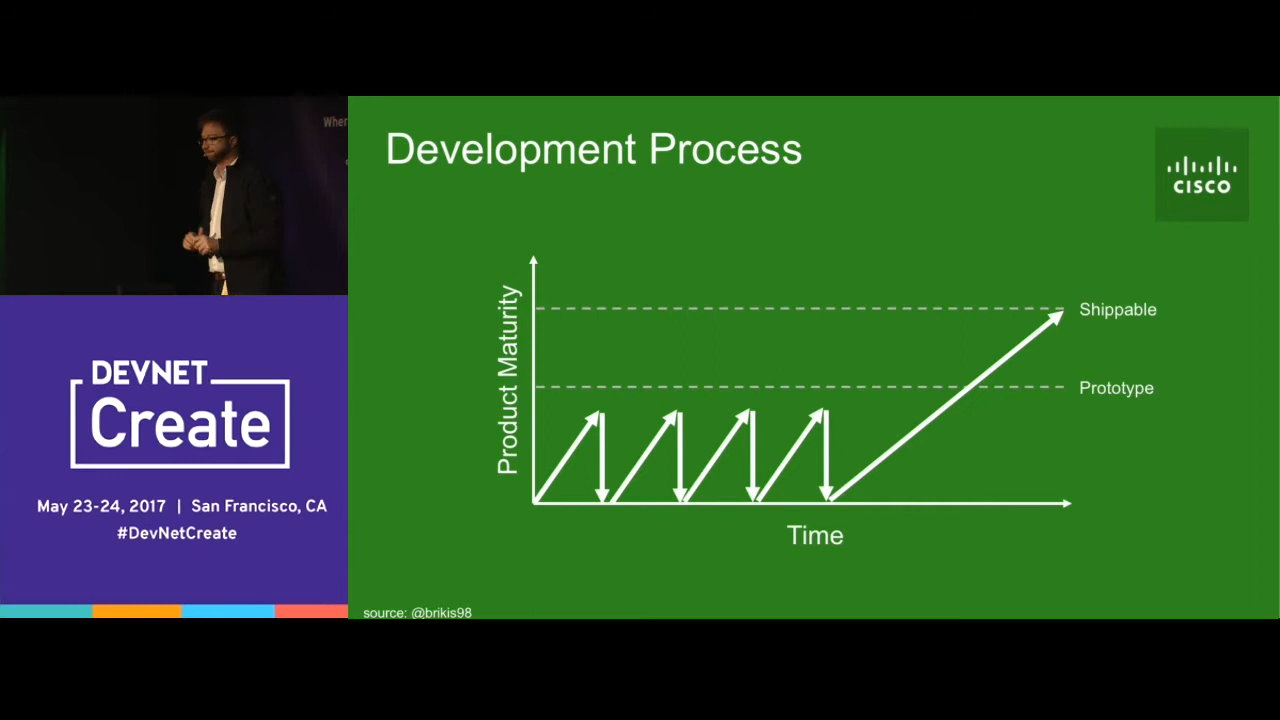 Development Process
CISCO
Product Maturity
Shippable
Prototype
Time
source: @brikis98
When
DEVNET
Create
May 23-24, 2017 | San Francisco, CA
#DevNetCreate